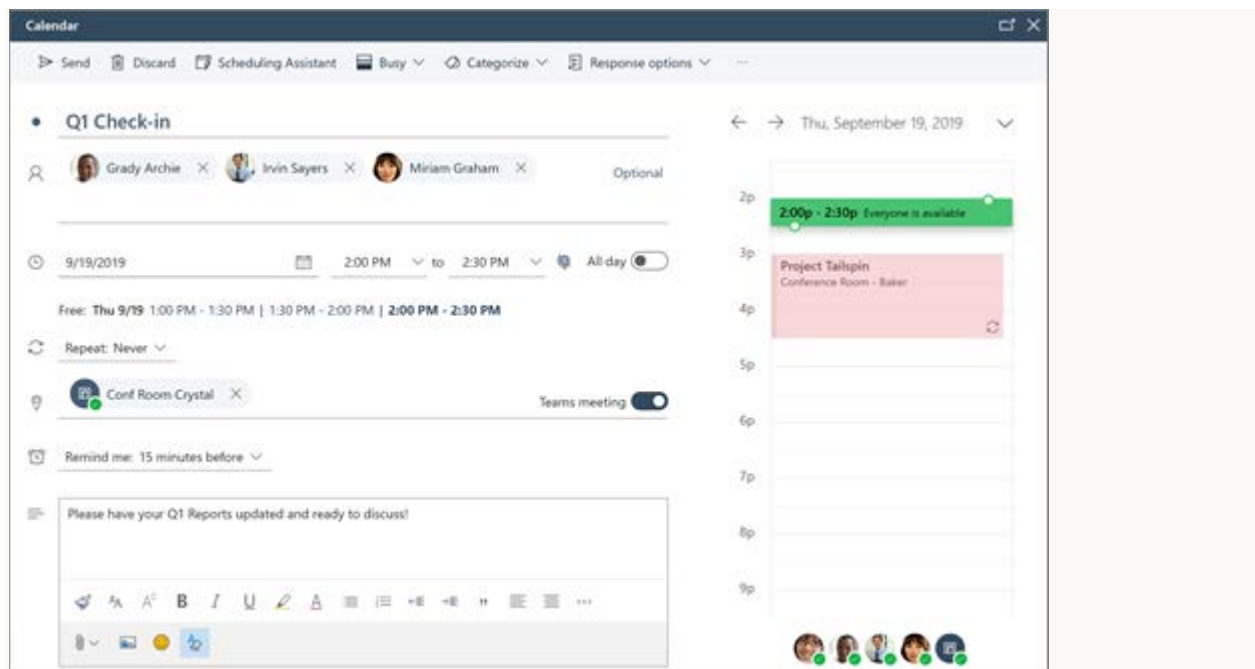 Calendar
Send Discard Scheduling Assistant Busy Categorize Response options ...
Q1 Check-in
Grady Archie Irvin Sayers Miriam Graham Optional
9/19/2019 2:00 PM to 2:30 PM All day
Free: Thu 9/19 1:00 PM - 1:30 PM | 1:30 PM - 2:00 PM | 2:00 PM - 2:30 PM
Repeat: Never
Conf Room Crystal Teams meeting
Remind me: 15 minutes before
Please have your Q1 Reports updated and ready to discuss!
B I U A ...
Thu, September 19, 2019
2p
2:00p - 2:30p Everyone is available
3p
Project Tailspin
Conference Room - Baker
4p
5p
6p
7p
8p
9p